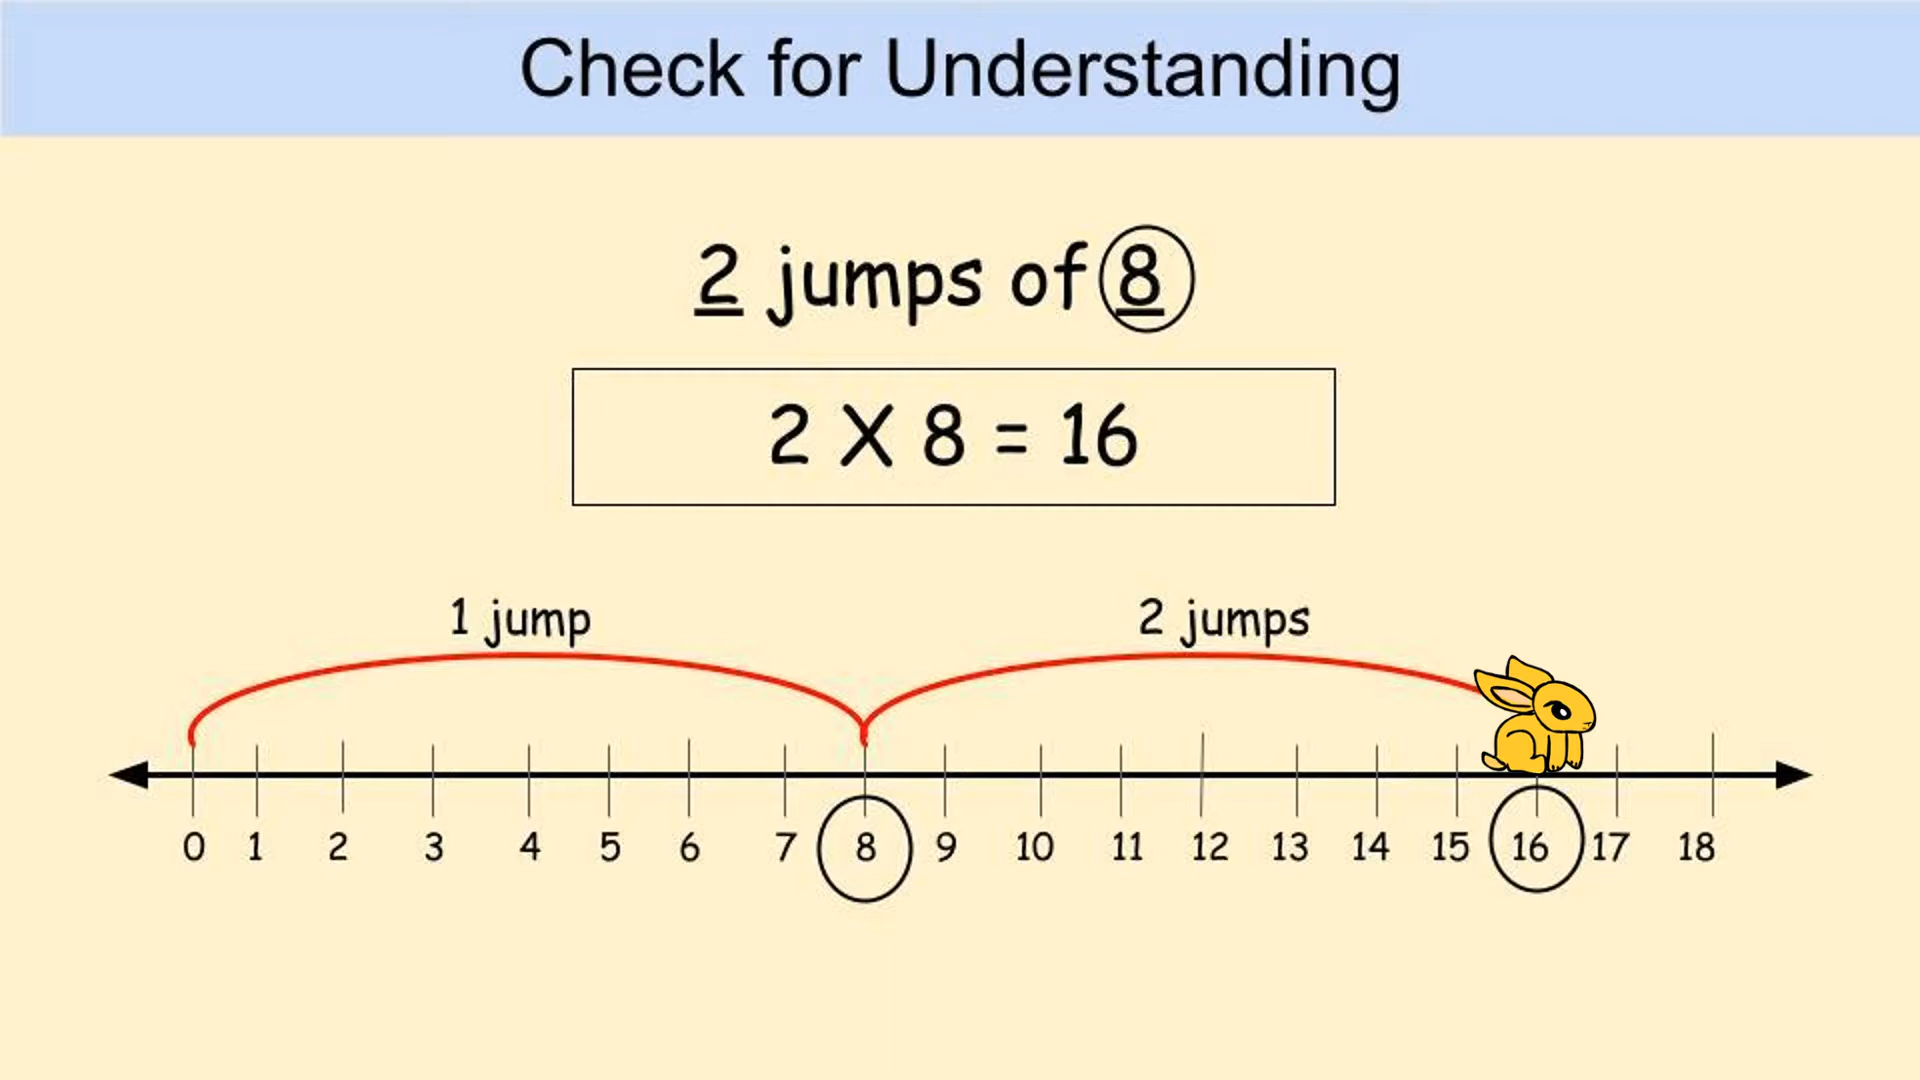 Check for Understanding
2 jumps of 8
2 X 8 = 16
1 jump 2 jumps
0 1 2 3 4 5 6 7 8 9 10 11 12 13 14 15 16 17 18